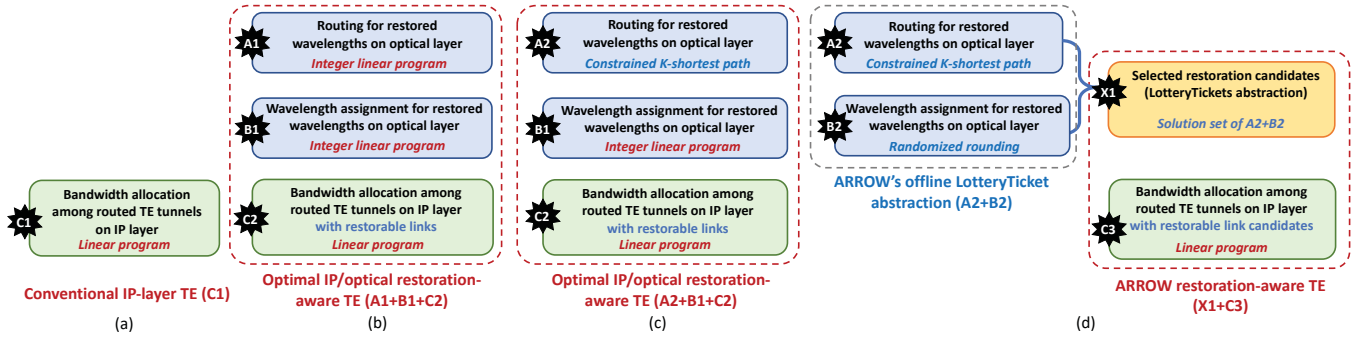 C1
Bandwidth allocation
among routed TE tunnels
on IP layer
Linear program
Conventional IP-layer TE (C1)
(a)
A1
Routing for restored
wavelengths on optical layer
Integer linear program
B1
Wavelength assignment for restored
wavelengths on optical layer
Integer linear program
C2
Bandwidth allocation among
routed TE tunnels on IP layer
with restorable links
Linear program
Optimal IP/optical restoration-
aware TE (A1+B1+C2)
(b)
A2
Routing for restored
wavelengths on optical layer
Constrained K-shortest path
B1
Wavelength assignment for restored
wavelengths on optical layer
Integer linear program
C2
Bandwidth allocation among
routed TE tunnels on IP layer
with restorable links
Linear program
Optimal IP/optical restoration-
aware TE (A2+B1+C2)
(c)
A2
Routing for restored
wavelengths on optical layer
Constrained K-shortest path
B2
Wavelength assignment for restored
wavelengths on optical layer
Randomized rounding
ARROW's offline LotteryTicket
abstraction (A2+B2)
X1
Selected restoration candidates
(LotteryTickets abstraction)
Solution set of A2+B2
C3
Bandwidth allocation among
routed TE tunnels on IP layer
with restorable link candidates
Linear program
ARROW restoration-aware TE
(X1+C3)
(d)